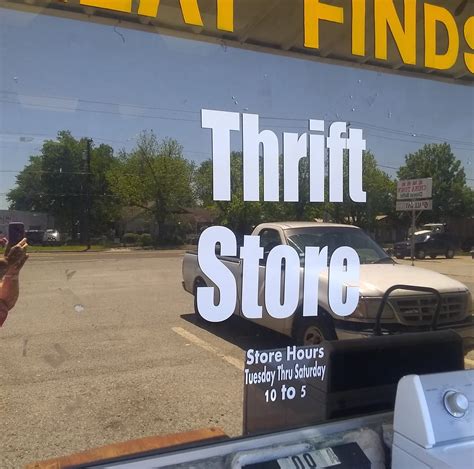 FINDS
Thrift
Store
Store Hours
Tuesday Thru Saturday
10 to 5